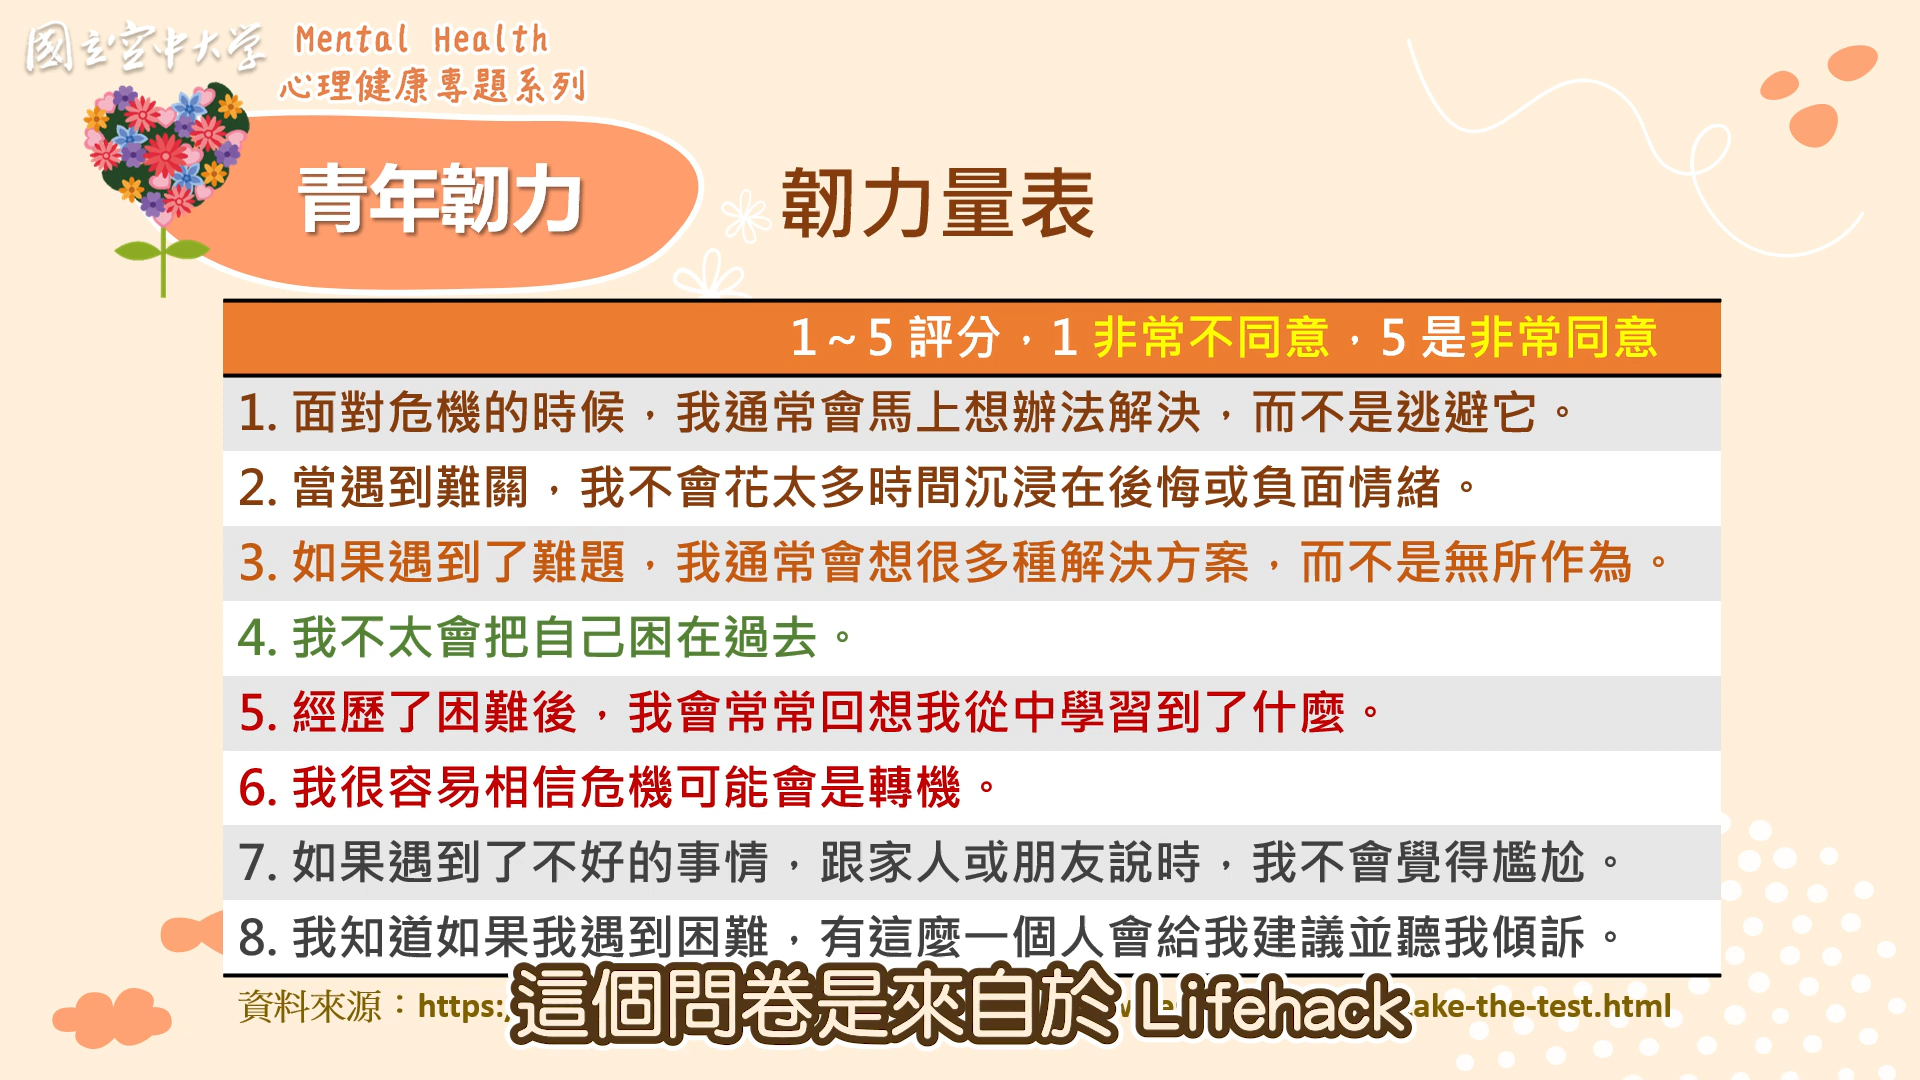 國立空中大学
Mental Health
心理健康專題系列
青年韌力
韌力量表
1~5 評分，1 非常不同意，5 是非常同意
1. 面對危機的時候，我通常會馬上想辦法解決，而不是逃避它。
2. 當遇到難關，我不會花太多時間沉浸在後悔或負面情緒。
3. 如果遇到了難題，我通常會想很多種解決方案，而不是無所作為。
4. 我不太會把自己困在過去。
5. 經歷了困難後，我會常常回想我從中學習到了什麼。
6. 我很容易相信危機可能會是轉機。
7. 如果遇到了不好的事情，跟家人或朋友說時，我不會覺得尷尬。
8. 我知道如果我遇到困難，有這麼一個人會給我建議並聽我傾訴。
資料來源：https: ake-the-test.html
這個問卷是來自於 Lifehack